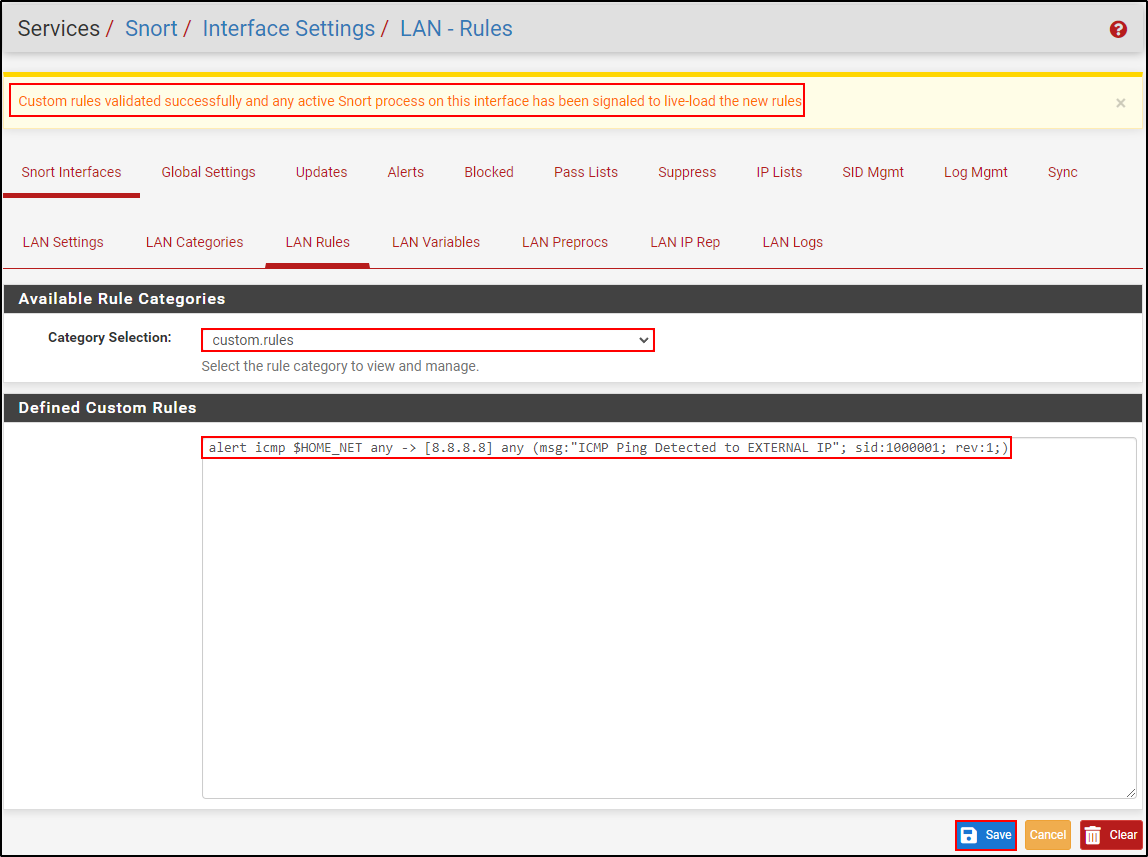 Services / Snort / Interface Settings / LAN - Rules
Custom rules validated successfully and any active Snort process on this interface has been signaled to live-load the new rules
×
Snort Interfaces Global Settings Updates Alerts Blocked Pass Lists Suppress IP Lists SID Mgmt Log Mgmt Sync
LAN Settings LAN Categories LAN Rules LAN Variables LAN Preprocs LAN IP Rep LAN Logs
Available Rule Categories
Category Selection: custom.rules
Select the rule category to view and manage.
Defined Custom Rules
alert icmp $HOME_NET any -> [8.8.8.8] any (msg:"ICMP Ping Detected to EXTERNAL IP"; sid:1000001; rev:1;)
Save Cancel Clear